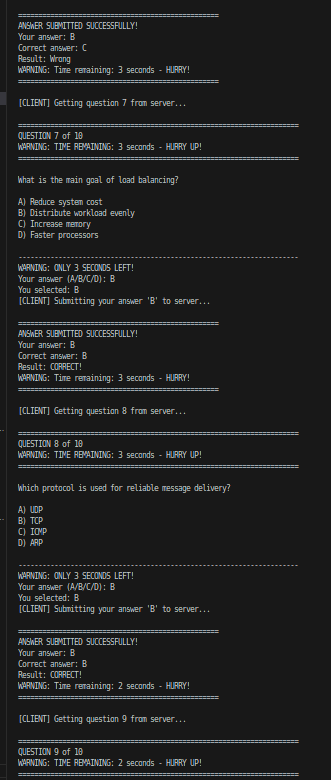 ==================================================
ANSWER SUBMITTED SUCCESSFULLY!
Your answer: B
Correct answer: C
Result: Wrong
WARNING: Time remaining: 3 seconds - HURRY!
==================================================
[CLIENT] Getting question 7 from server...
======================================================================
QUESTION 7 of 10
WARNING: TIME REMAINING: 3 seconds - HURRY UP!
======================================================================
What is the main goal of load balancing?
A) Reduce system cost
B) Distribute workload evenly
C) Increase memory
D) Faster processors
----------------------------------------------------------------------
WARNING: ONLY 3 SECONDS LEFT!
Your answer (A/B/C/D): B
You selected: B
[CLIENT] Submitting your answer 'B' to server...
==================================================
ANSWER SUBMITTED SUCCESSFULLY!
Your answer: B
Correct answer: B
Result: CORRECT!
WARNING: Time remaining: 3 seconds - HURRY!
==================================================
[CLIENT] Getting question 8 from server...
======================================================================
QUESTION 8 of 10
WARNING: TIME REMAINING: 3 seconds - HURRY UP!
======================================================================
Which protocol is used for reliable message delivery?
A) UDP
B) TCP
C) ICMP
D) ARP
----------------------------------------------------------------------
WARNING: ONLY 3 SECONDS LEFT!
Your answer (A/B/C/D): B
You selected: B
[CLIENT] Submitting your answer 'B' to server...
==================================================
ANSWER SUBMITTED SUCCESSFULLY!
Your answer: B
Correct answer: B
Result: CORRECT!
WARNING: Time remaining: 2 seconds - HURRY!
==================================================
[CLIENT] Getting question 9 from server...
======================================================================
QUESTION 9 of 10
WARNING: TIME REMAINING: 2 seconds - HURRY UP!
======================================================================